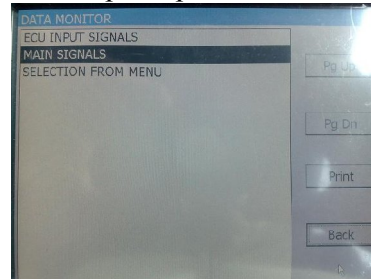 DATA MONITOR
ECU INPUT SIGNALS
MAIN SIGNALS
SELECTION FROM MENU
Pg Up
Pg Dn
Print
Back